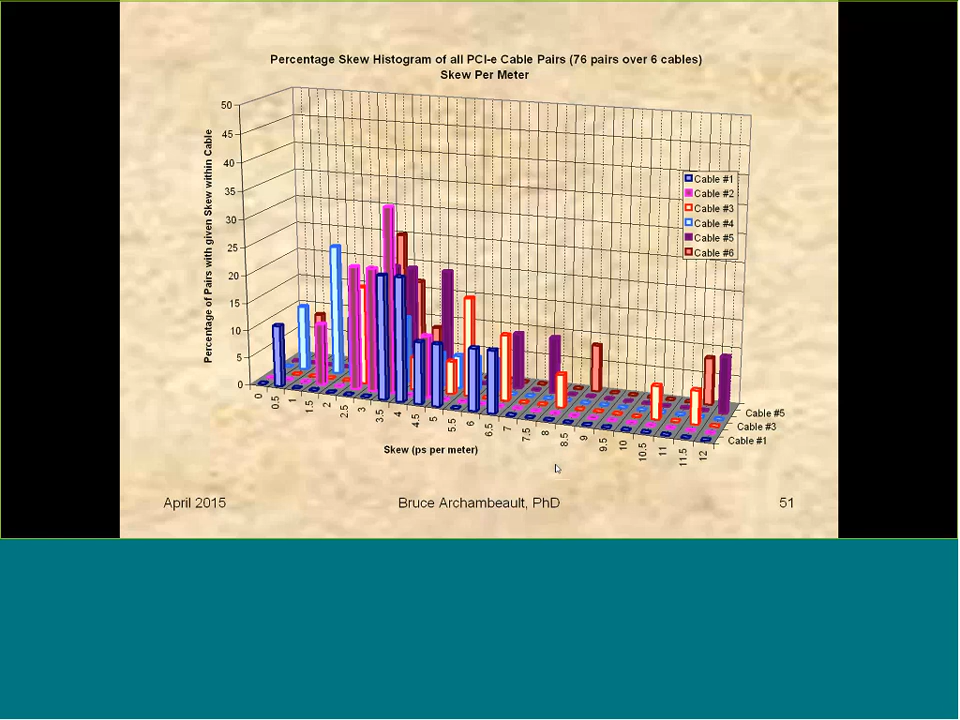 Percentage Skew Histogram of all PCI-e Cable Pairs (76 pairs over 6 cables)
Skew Per Meter
Percentage of Pairs with given Skew within Cable
50
45
40
35
30
25
20
15
10
5
0
Cable #1
Cable #2
Cable #3
Cable #4
Cable #5
Cable #6
0
0.5
1
1.5
2
2.5
3
3.5
4
4.5
5
5.5
6
6.5
7
7.5
8
8.5
9
9.5
10
10.5
11
11.5
12
Cable #5
Cable #3
Cable #1
Skew (ps per meter)
April 2015 Bruce Archambeault, PhD 51